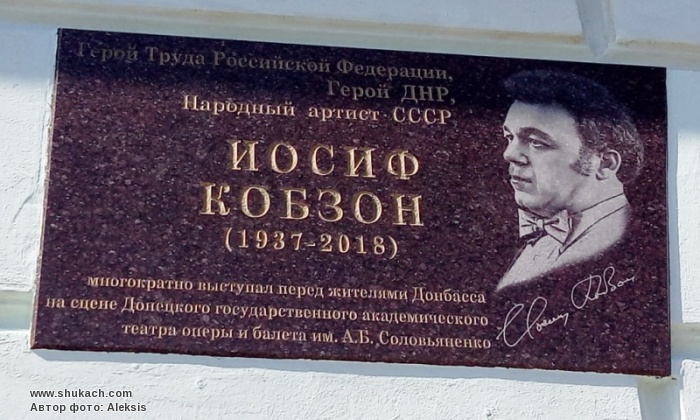 Герой Труда Российской Федерации,
Герой ДНР,
Народный артист СССР
ИОСИФ
КОБЗОН
(1937-2018)
многократно выступал перед жителями Донбасса
на сцене Донецкого государственного академического
театра оперы и балета им. А.Б. Соловьяненко
www.shukach.com
Автор фото: Aleksis